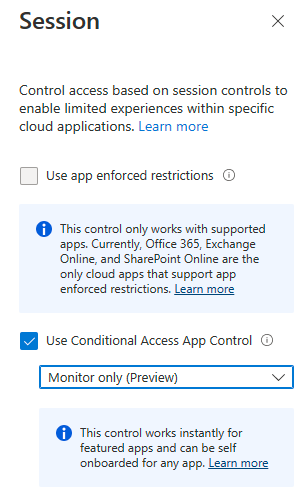 Session
Control access based on session controls to
enable limited experiences within specific
cloud applications. Learn more
Use app enforced restrictions
This control only works with supported
apps. Currently, Office 365, Exchange
Online, and SharePoint Online are the
only cloud apps that support app
enforced restrictions. Learn more
Use Conditional Access App Control
Monitor only (Preview)
This control works instantly for
featured apps and can be self
onboarded for any app. Learn more